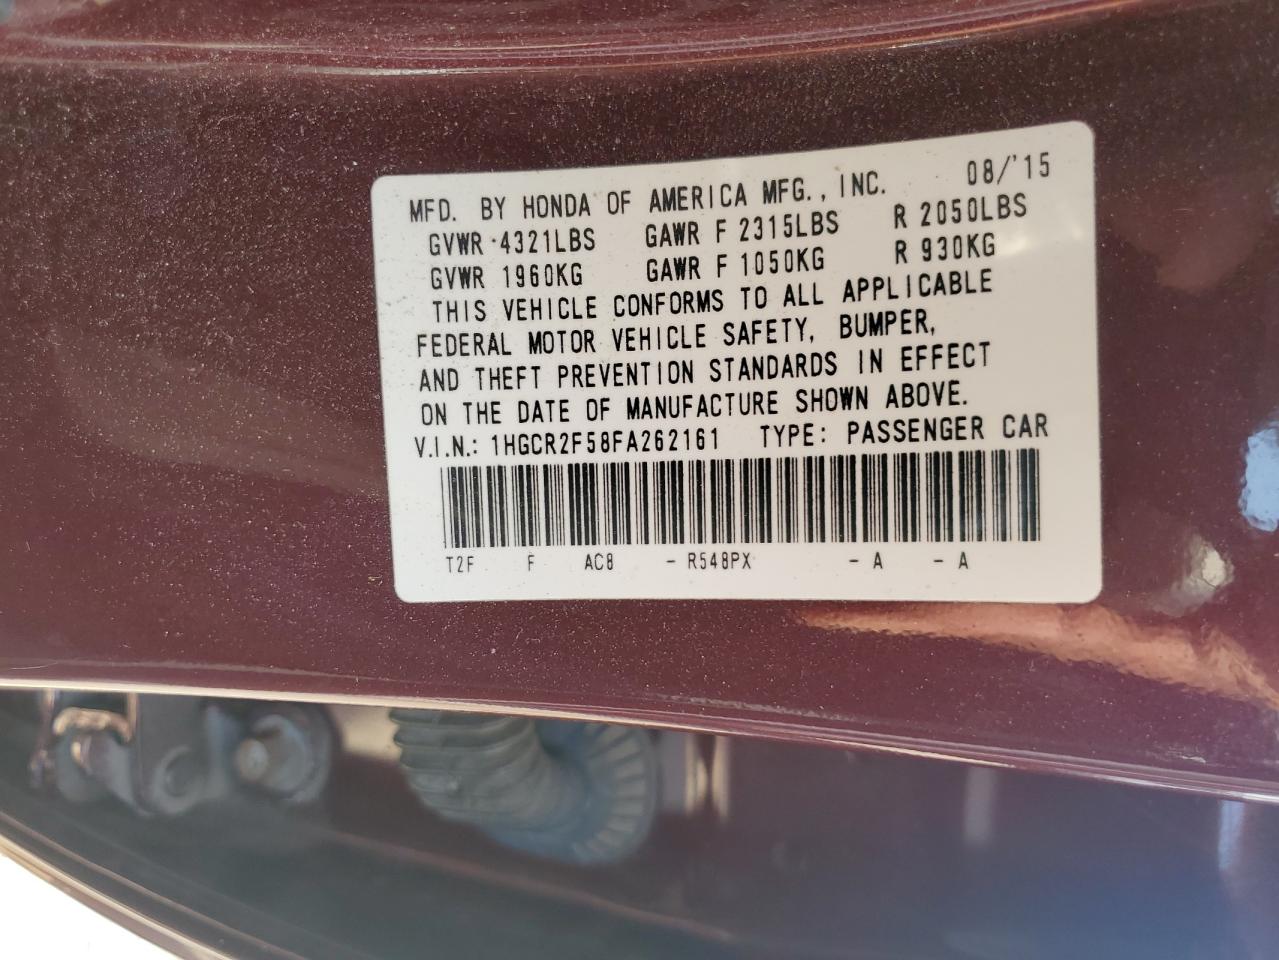 MFD. BY HONDA OF AMERICA MFG., INC. 08/'15
GVWR 4321LBS GAWR F 2315LBS R 2050LBS
GVWR 1960KG GAWR F 1050KG R 930KG
THIS VEHICLE CONFORMS TO ALL APPLICABLE
FEDERAL MOTOR VEHICLE SAFETY, BUMPER,
AND THEFT PREVENTION STANDARDS IN EFFECT
ON THE DATE OF MANUFACTURE SHOWN ABOVE.
V.I.N.: 1HGCR2F58FA262161 TYPE: PASSENGER CAR
T2F F AC8 - R548PX - A - A